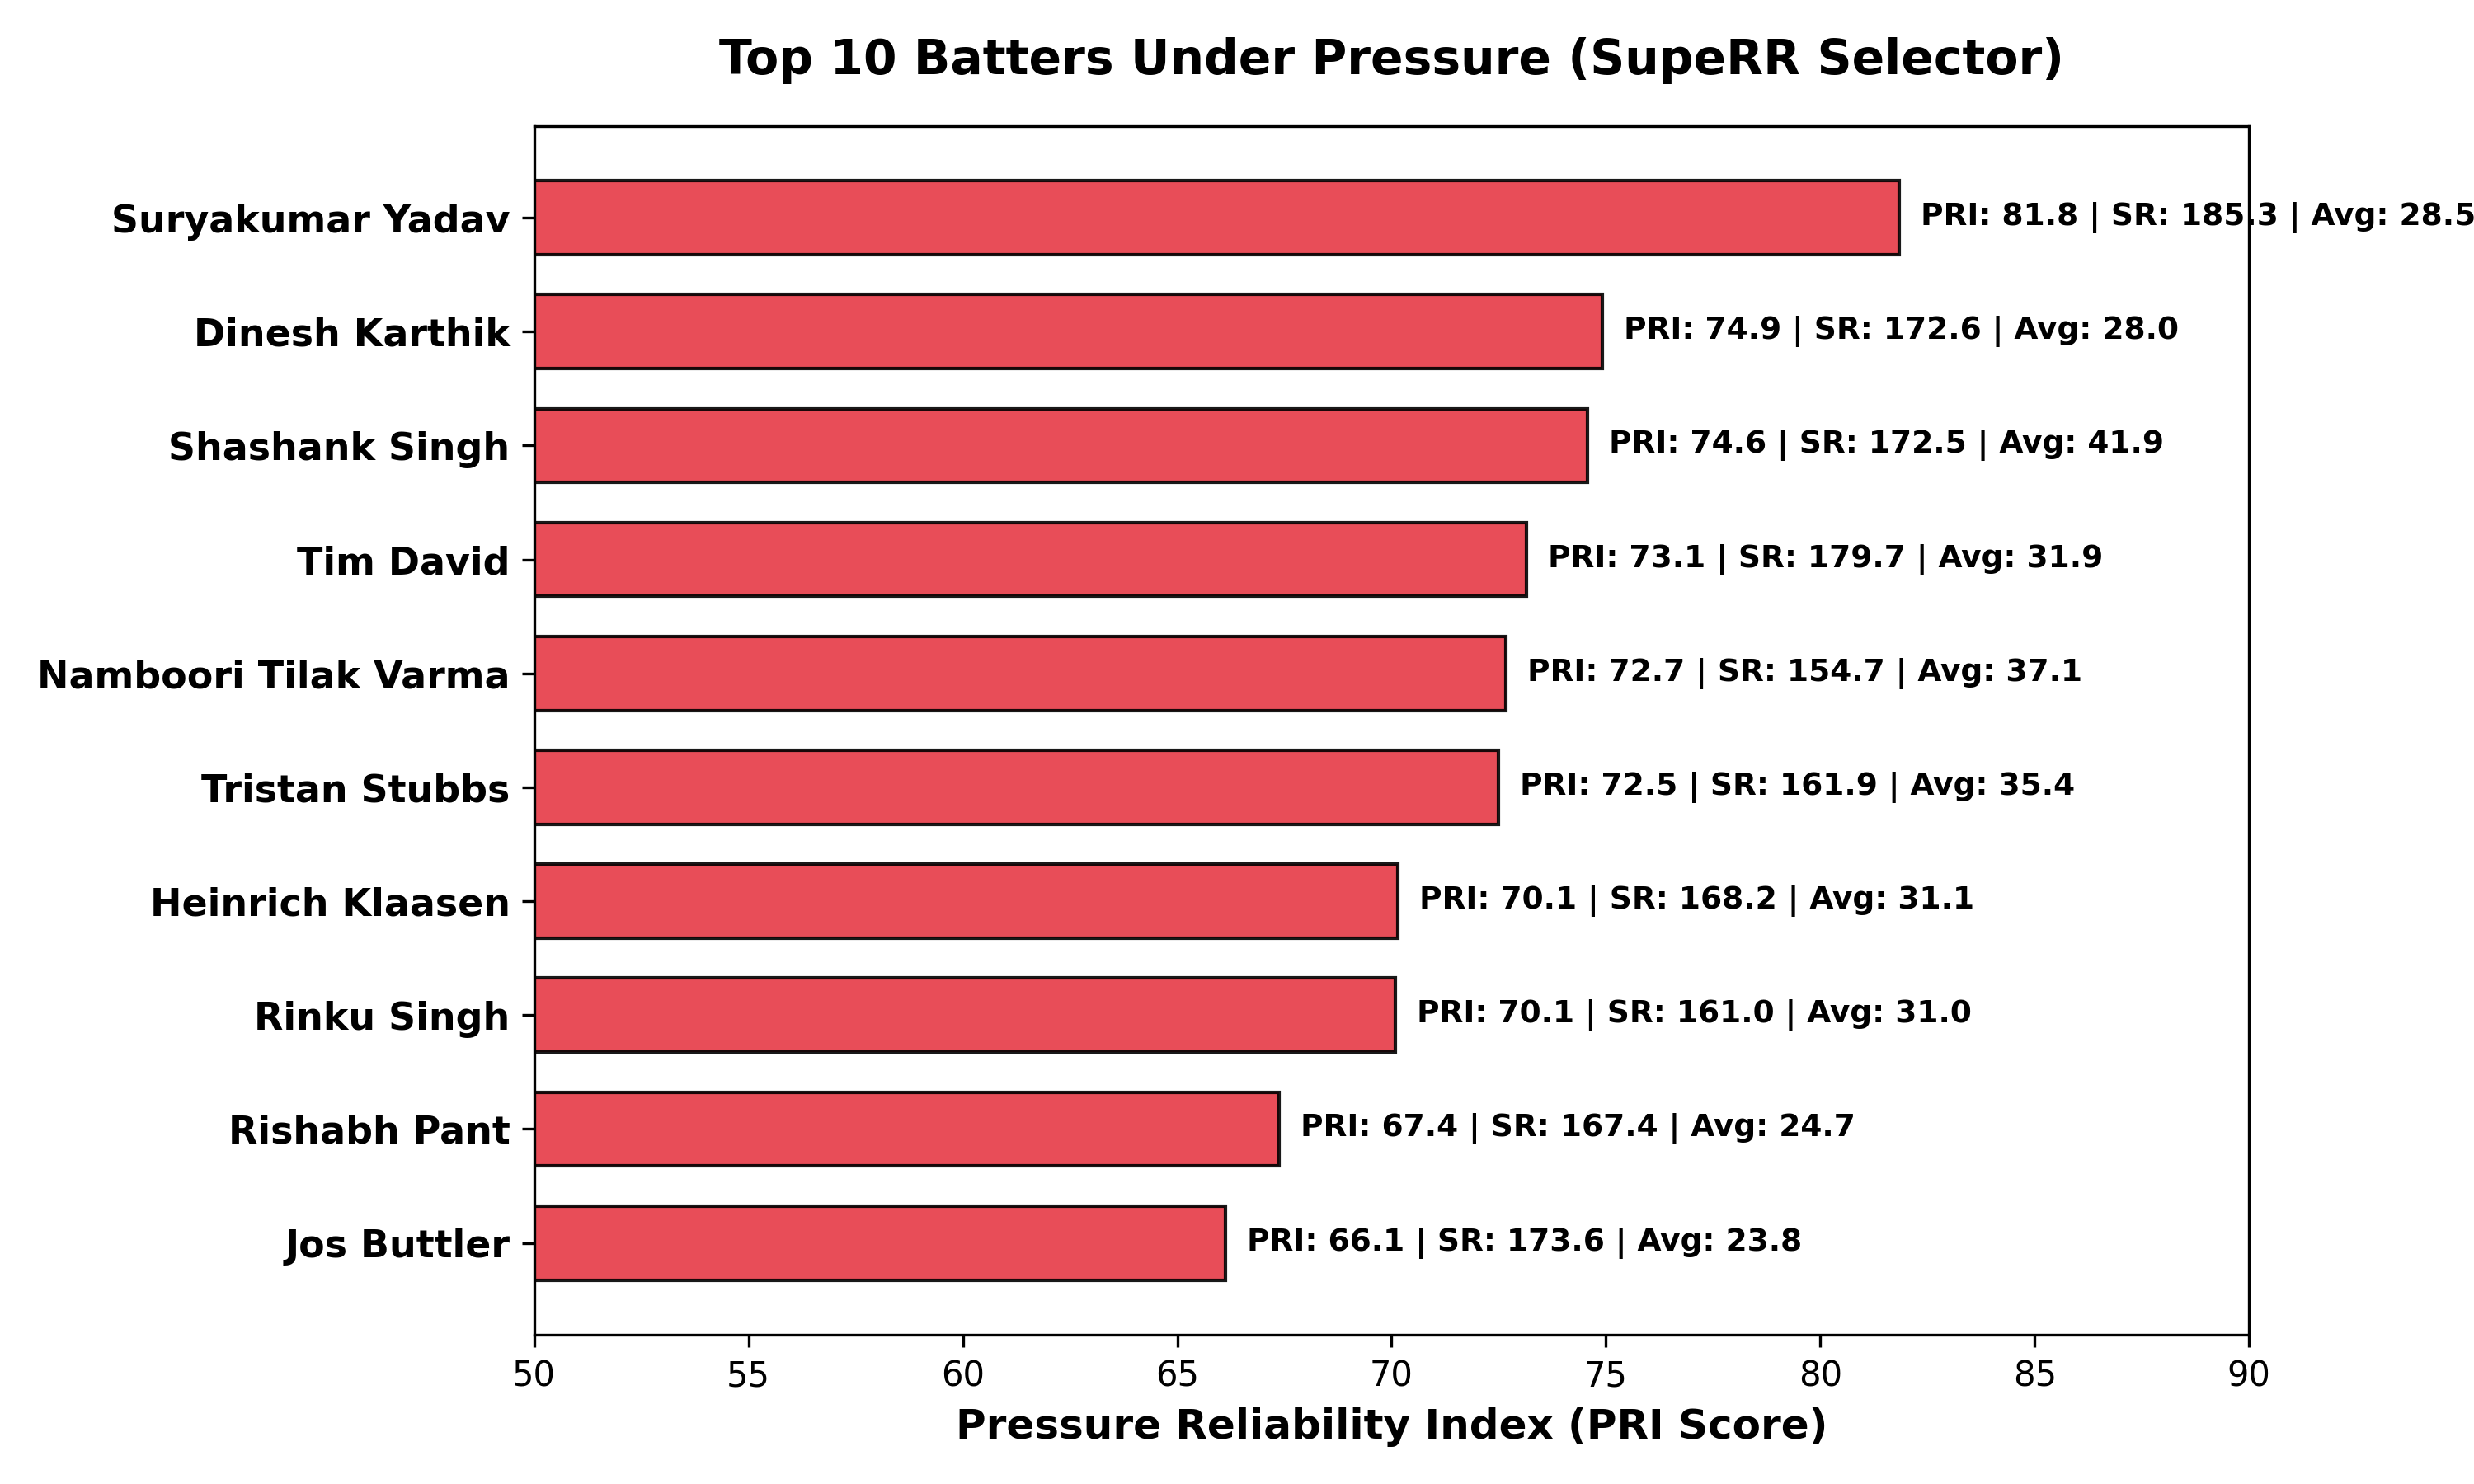 Top 10 Batters Under Pressure (SupeRR Selector)
Suryakumar Yadav PRI: 81.8 | SR: 185.3 | Avg: 28.5
Dinesh Karthik PRI: 74.9 | SR: 172.6 | Avg: 28.0
Shashank Singh PRI: 74.6 | SR: 172.5 | Avg: 41.9
Tim David PRI: 73.1 | SR: 179.7 | Avg: 31.9
Namboori Tilak Varma PRI: 72.7 | SR: 154.7 | Avg: 37.1
Tristan Stubbs PRI: 72.5 | SR: 161.9 | Avg: 35.4
Heinrich Klaasen PRI: 70.1 | SR: 168.2 | Avg: 31.1
Rinku Singh PRI: 70.1 | SR: 161.0 | Avg: 31.0
Rishabh Pant PRI: 67.4 | SR: 167.4 | Avg: 24.7
Jos Buttler PRI: 66.1 | SR: 173.6 | Avg: 23.8
50 55 60 65 70 75 80 85 90
Pressure Reliability Index (PRI Score)